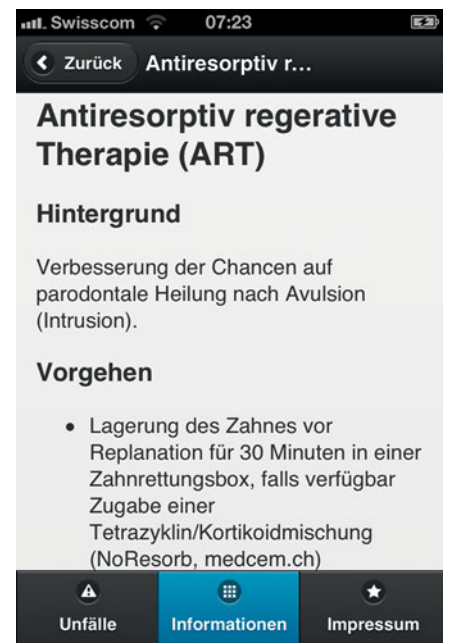 Swisscom 07:23
Zurück Antiresorptiv r...
Antiresorptiv regerative
Therapie (ART)
Hintergrund
Verbesserung der Chancen auf
parodontale Heilung nach Avulsion
(Intrusion).
Vorgehen
• Lagerung des Zahnes vor
Replanation für 30 Minuten in einer
Zahnrettungsbox, falls verfügbar
Zugabe einer
Tetrazyklin/Kortikoidmischung
(NoResorb, medcem.ch)
Unfälle Informationen Impressum